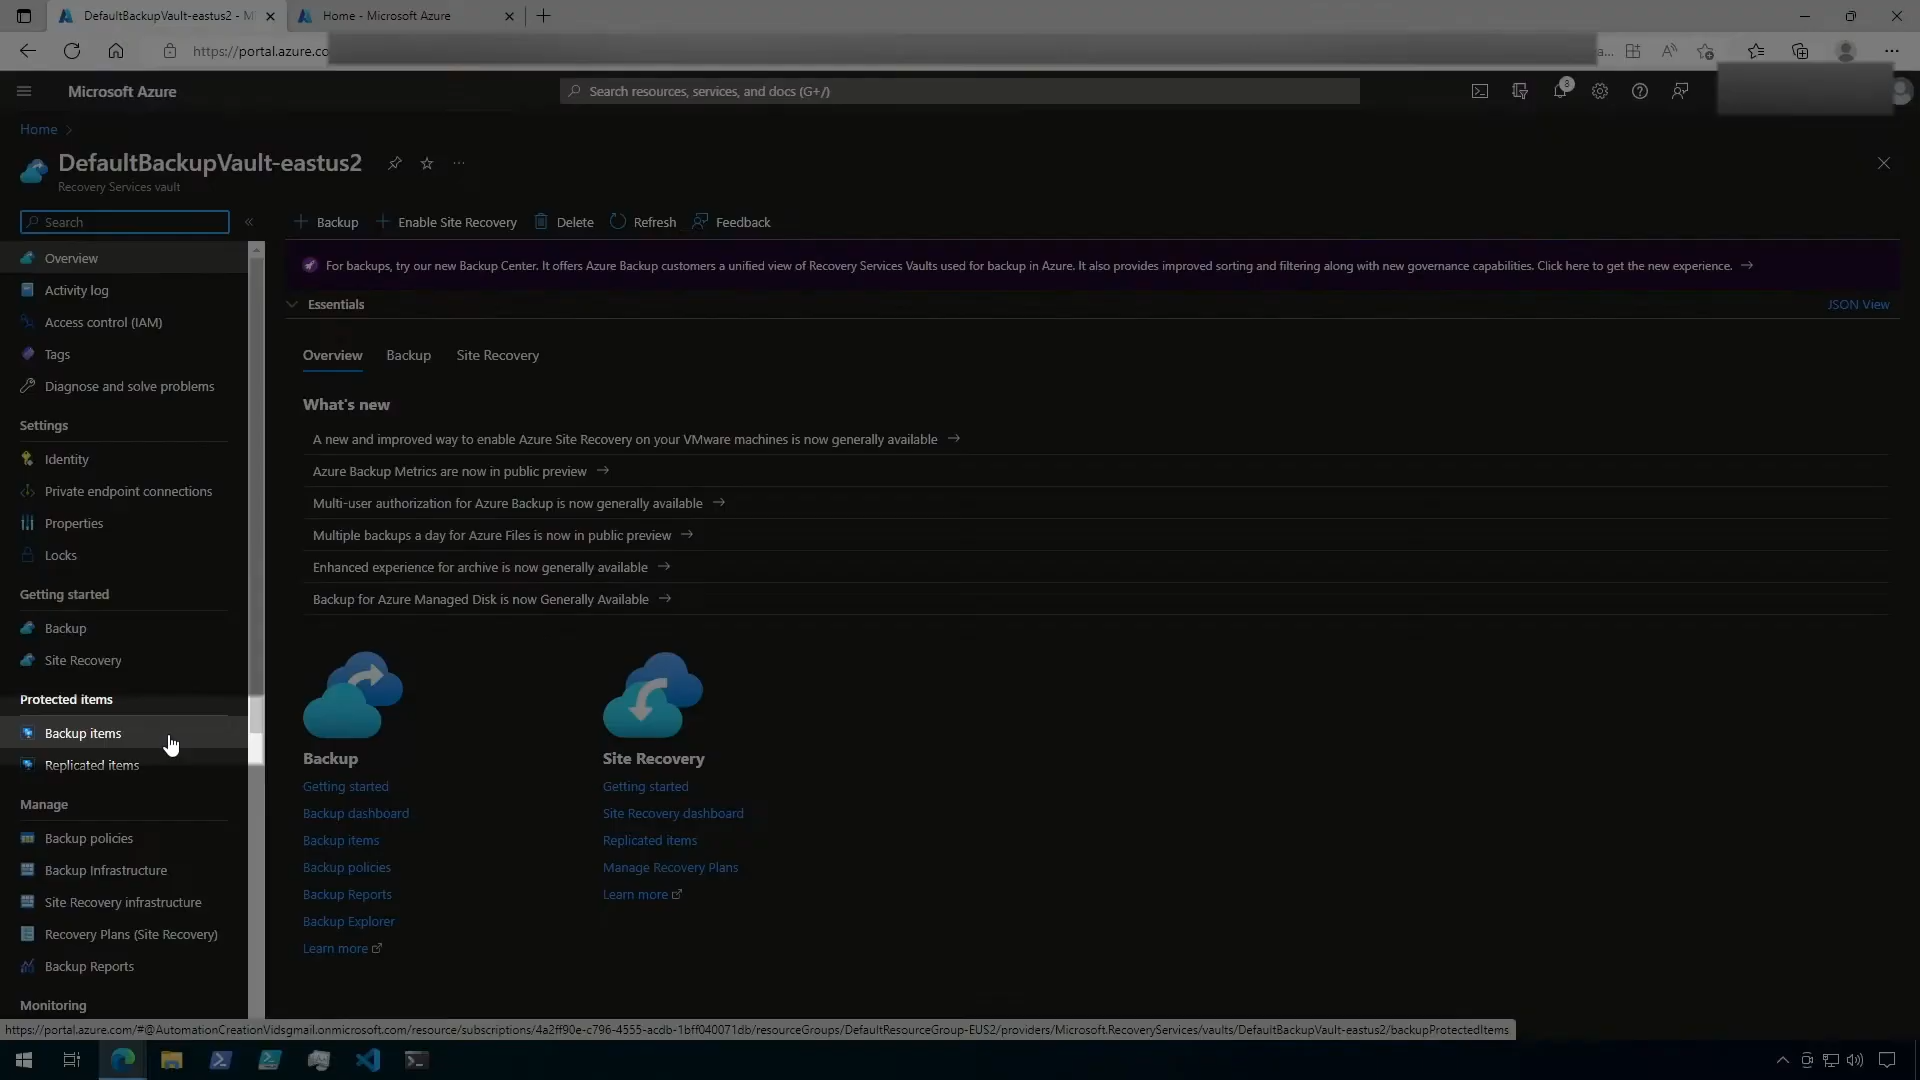 DefaultBackupVault-eastus2 - M
Home - Microsoft Azure
https://portal.azure.co
a...
Microsoft Azure
Search resources, services, and docs (G+/)
8
Home
DefaultBackupVault-eastus2
Recovery Services vault
Search
Backup
Enable Site Recovery
Delete
Refresh
Feedback
Overview
Activity log
Access control (IAM)
Tags
Diagnose and solve problems
Settings
Identity
Private endpoint connections
Properties
Locks
Getting started
Backup
Site Recovery
Protected items
Backup items
Replicated items
Manage
Backup policies
Backup Infrastructure
Site Recovery infrastructure
Recovery Plans (Site Recovery)
Backup Reports
Monitoring
For backups, try our new Backup Center. It offers Azure Backup customers a unified view of Recovery Services Vaults used for backup in Azure. It also provides improved sorting and filtering along with new governance capabilities. Click here to get the new experience.
Essentials
JSON View
Overview
Backup
Site Recovery
What's new
A new and improved way to enable Azure Site Recovery on your VMware machines is now generally available
Azure Backup Metrics are now in public preview
Multi-user authorization for Azure Backup is now generally available
Multiple backups a day for Azure Files is now in public preview
Enhanced experience for archive is now generally available
Backup for Azure Managed Disk is now Generally Available
Backup
Getting started
Backup dashboard
Backup items
Backup policies
Backup Reports
Backup Explorer
Learn more
Site Recovery
Getting started
Site Recovery dashboard
Replicated items
Manage Recovery Plans
Learn more
https://portal.azure.com/#@AutomationCreationVidsgmail.onmicrosoft.com/resource/subscriptions/4a2ff90e-c796-4555-acdb-1bff040071db/resourceGroups/DefaultResourceGroup-EUS2/providers/Microsoft.RecoveryServices/vaults/DefaultBackupVault-eastus2/backupProtectedItems